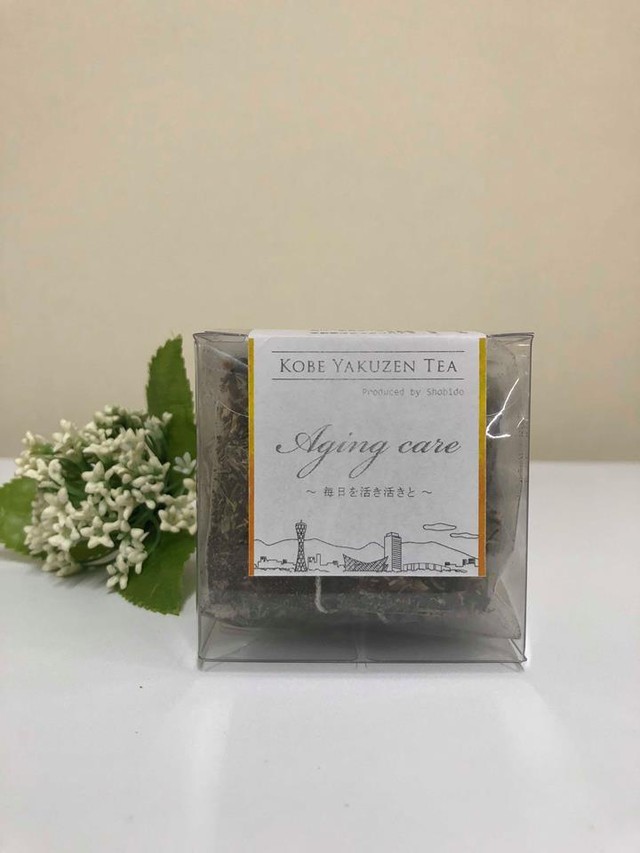 KOBE YAKUZEN TEA
Produced by Shobido
Aging care
～ 毎日を活き活きと ～